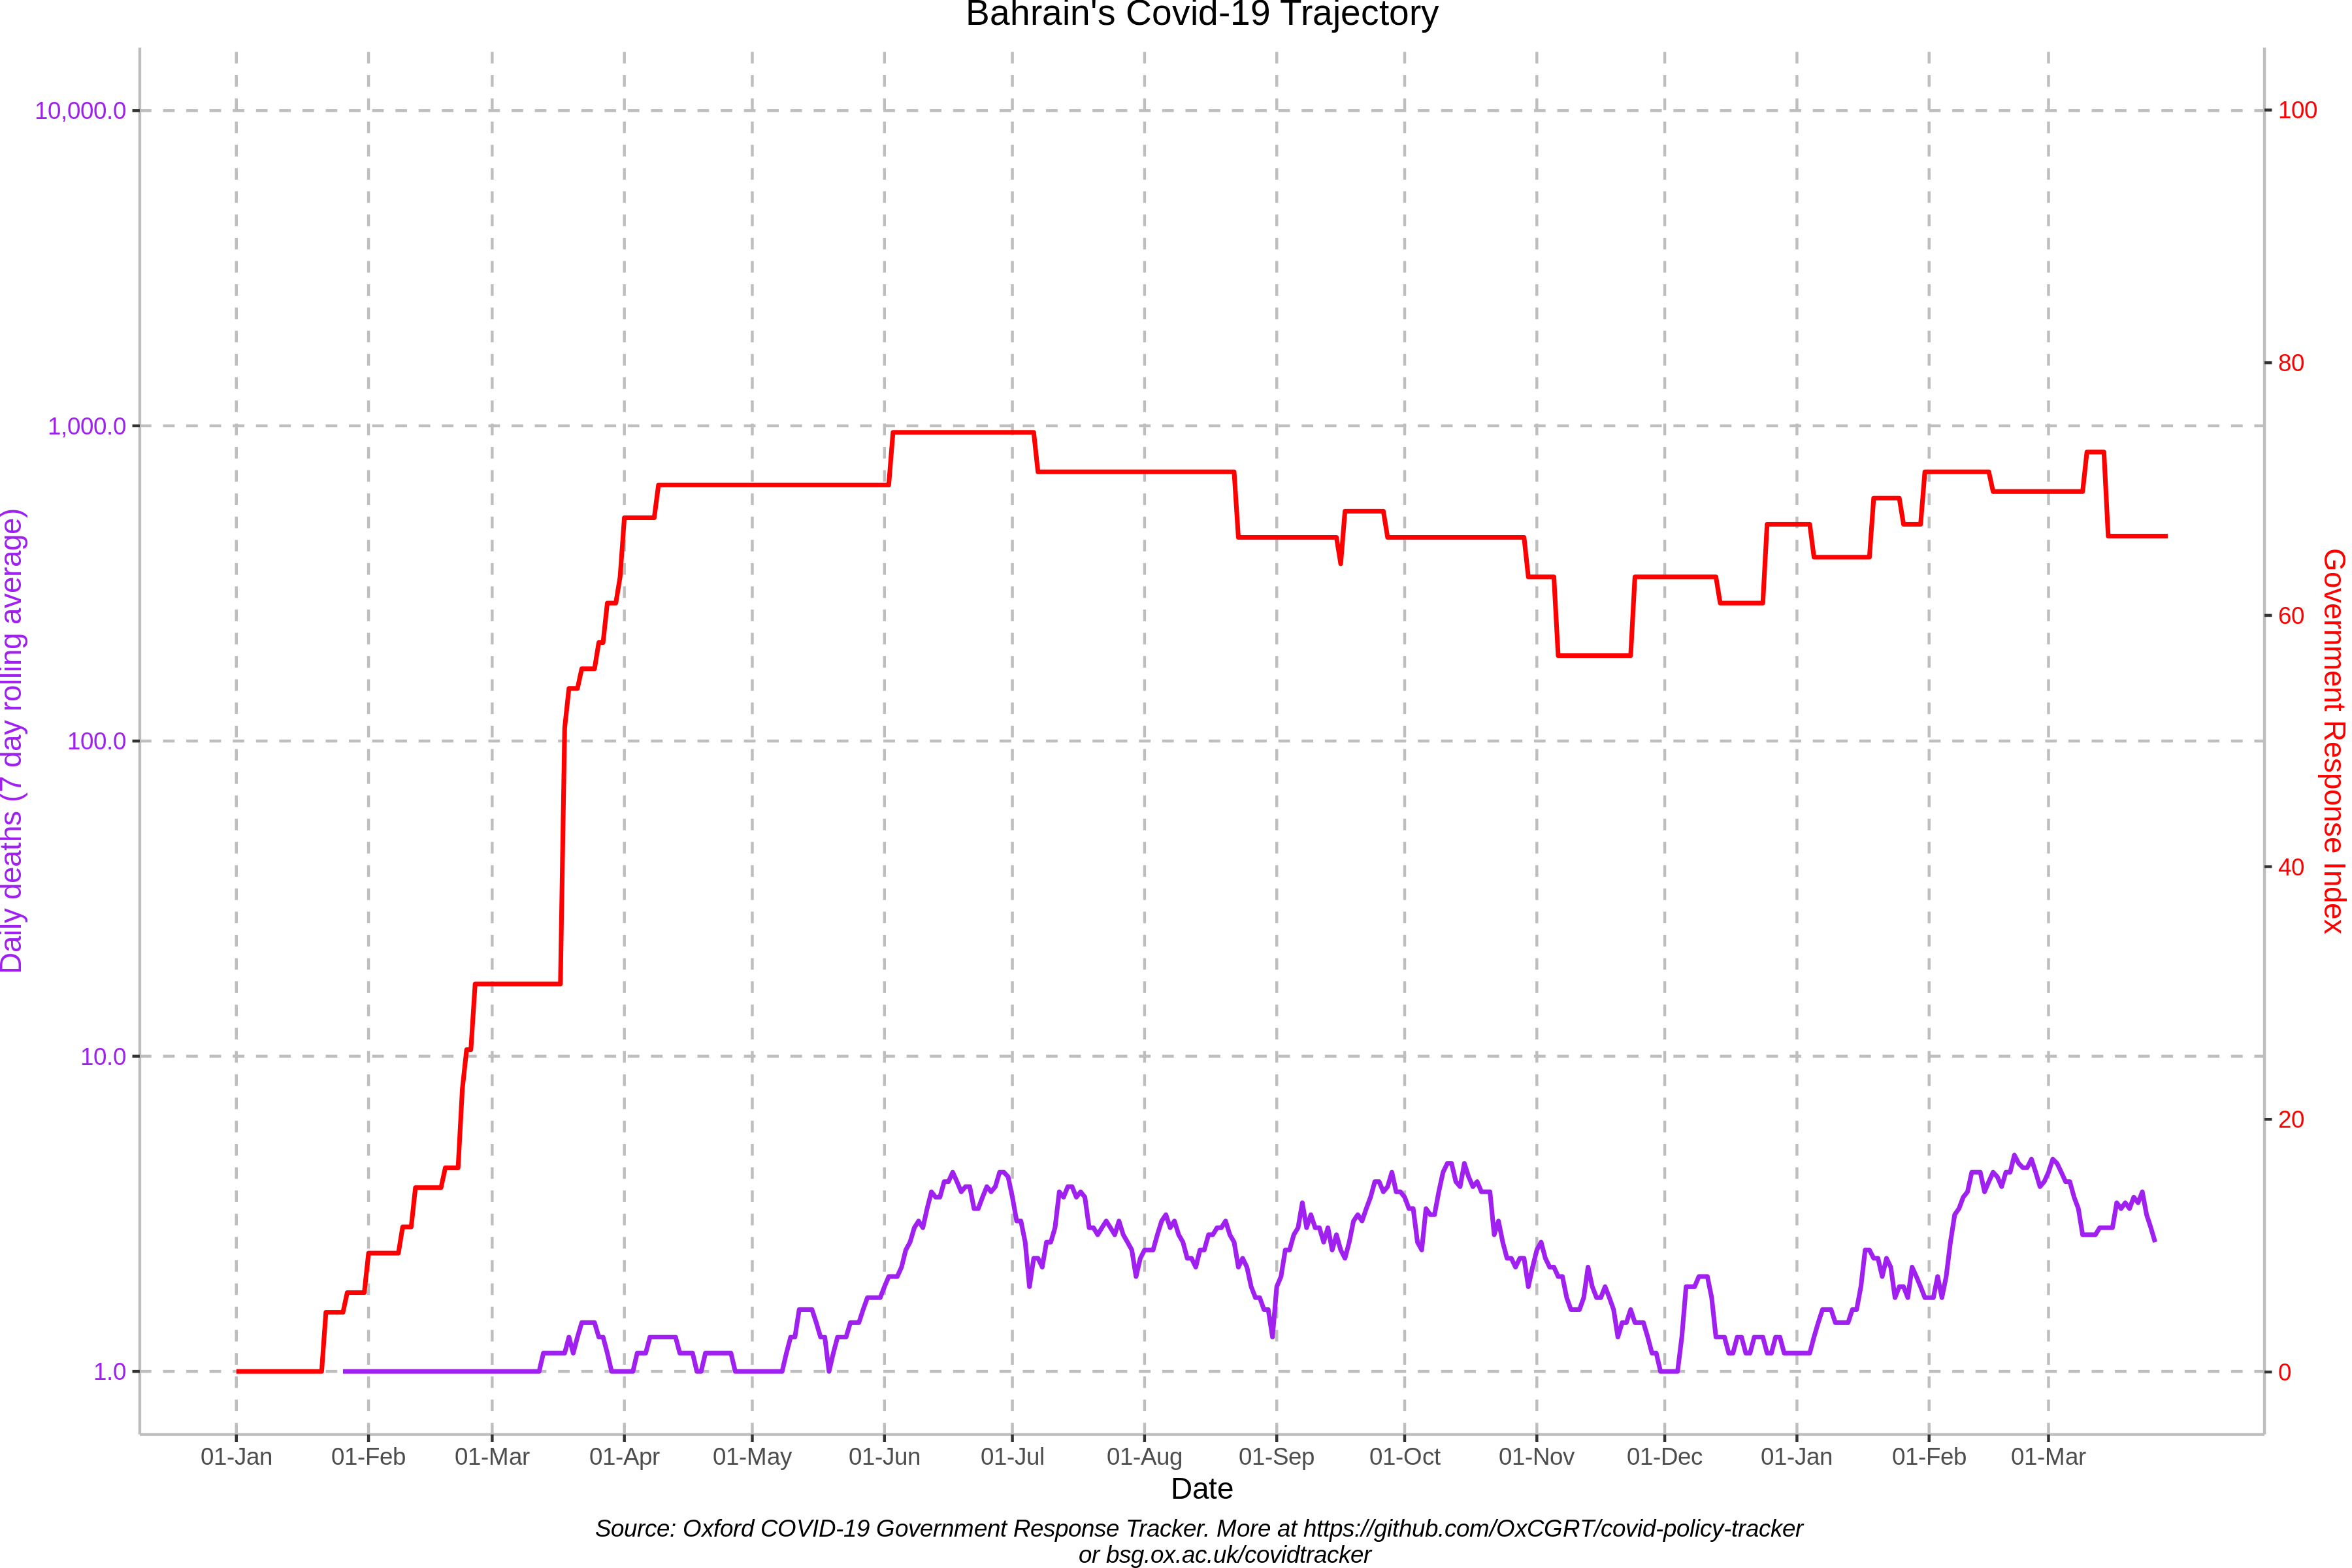 Bahrain's Covid-19 Trajectory
10,000.0
1,000.0
100.0
10.0
1.0
Daily deaths (7 day rolling average)
100
80
60
40
20
0
Government Response Index
01-Jan 01-Feb 01-Mar 01-Apr 01-May 01-Jun 01-Jul 01-Aug 01-Sep 01-Oct 01-Nov 01-Dec 01-Jan 01-Feb 01-Mar
Date
Source: Oxford COVID-19 Government Response Tracker. More at https://github.com/OxCGRT/covid-policy-tracker
or bsg.ox.ac.uk/covidtracker